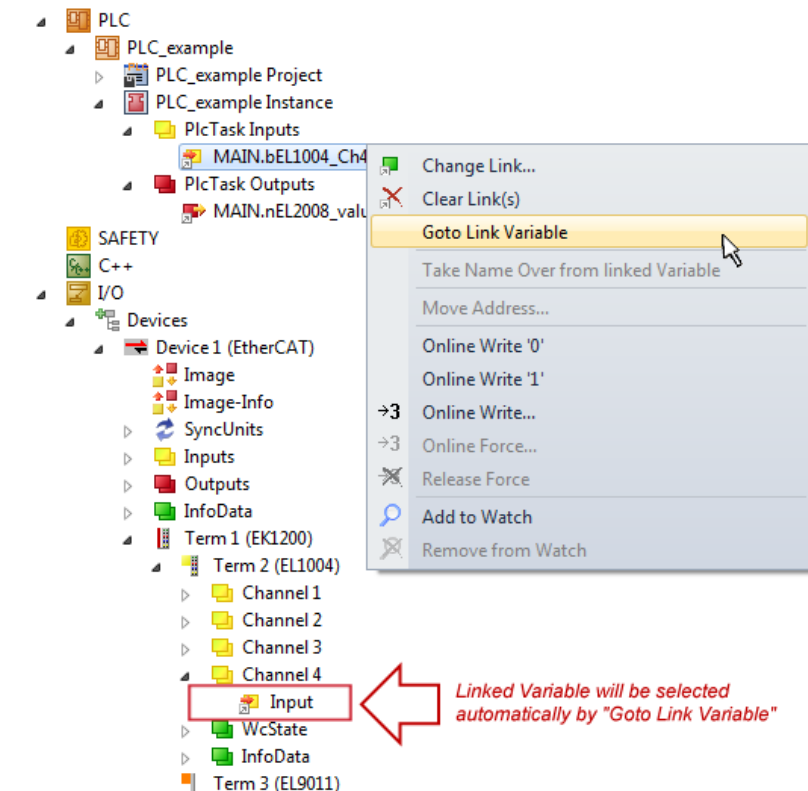 PLC
PLC_example
PLC_example Project
PLC_example Instance
PlcTask Inputs
MAIN.bEL1004_Ch4
PlcTask Outputs
MAIN.nEL2008_valu
SAFETY
C++
I/O
Devices
Device 1 (EtherCAT)
Image
Image-Info
SyncUnits
Inputs
Outputs
InfoData
Term 1 (EK1200)
Term 2 (EL1004)
Channel 1
Channel 2
Channel 3
Channel 4
Input
WcState
InfoData
Term 3 (EL9011)
Change Link...
Clear Link(s)
Goto Link Variable
Take Name Over from linked Variable
Move Address...
Online Write '0'
Online Write '1'
→3 Online Write...
→3 Online Force...
Release Force
Add to Watch
Remove from Watch
Linked Variable will be selected
automatically by "Goto Link Variable"